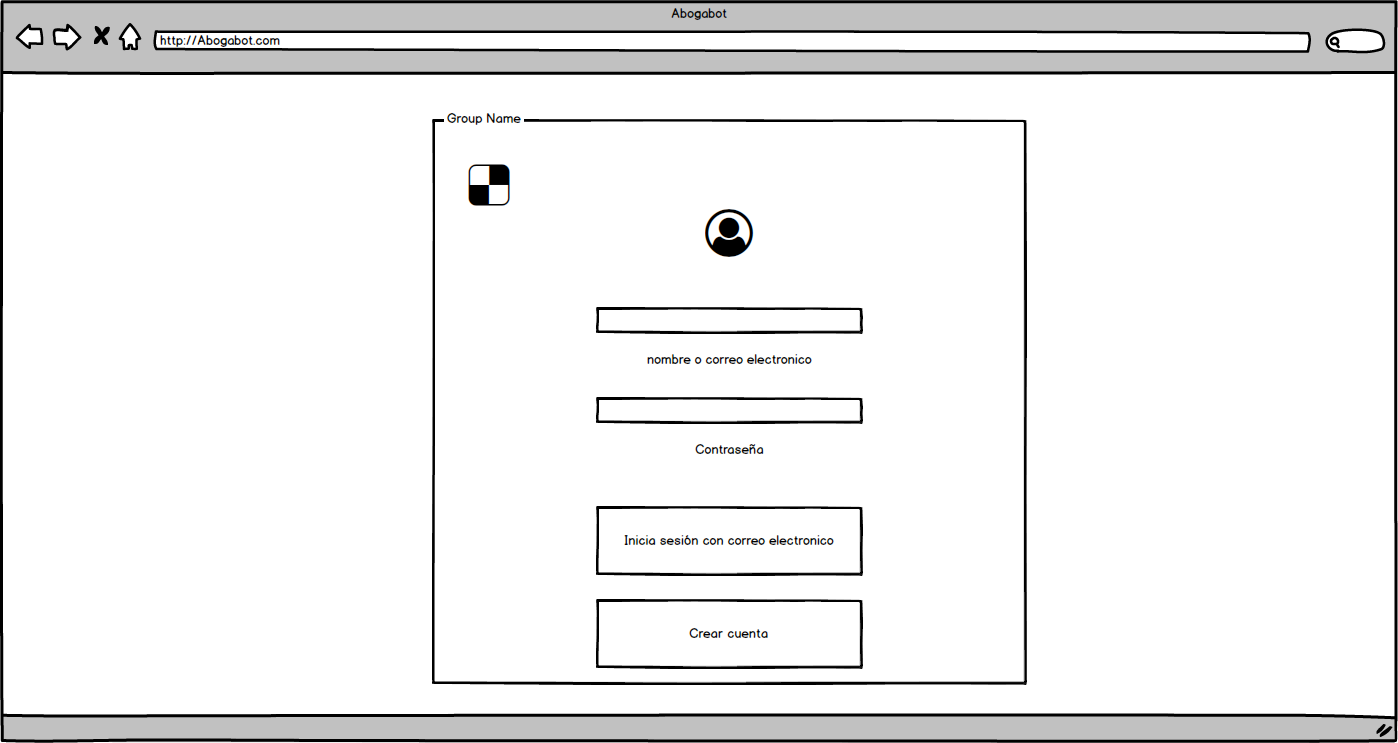 Abogabot
http://Abogabot.com
Group Name
nombre o correo electronico
Contraseña
Inicia sesión con correo electronico
Crear cuenta